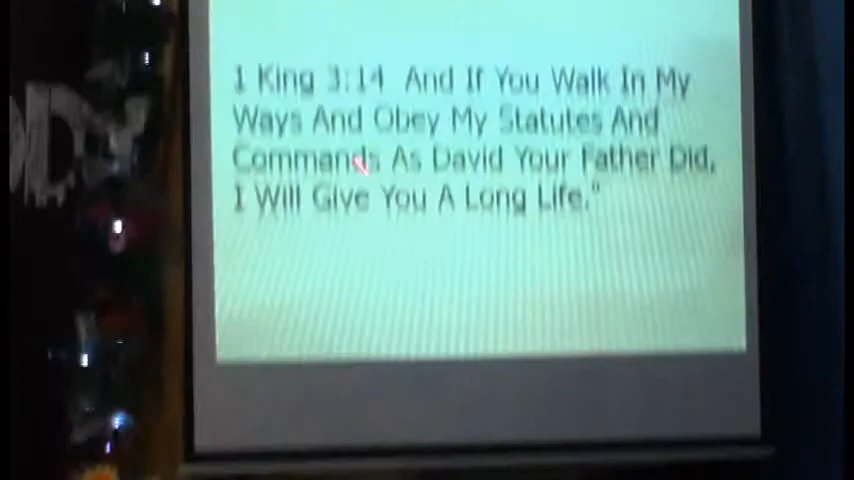 1 King 3:14 And If You Walk In My
Ways And Obey My Statutes And
Commands As David Your Father Did,
I Will Give You A Long Life."